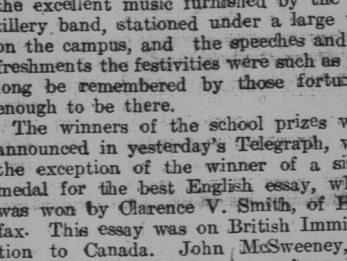 the excellent music furnished by the
tillery band, stationed under a large
on the campus, and the speeches and
freshments the festivities were such as
long be remembered by those fortu
enough to be there.
The winners of the school prizes w
announced in yesterday's Telegraph, w
the exception of the winner of a si
medal for the best English essay, wh
was won by Clarence V. Smith, of H
fax. This essay was on British Immi
tion to Canada. John McSweeney,